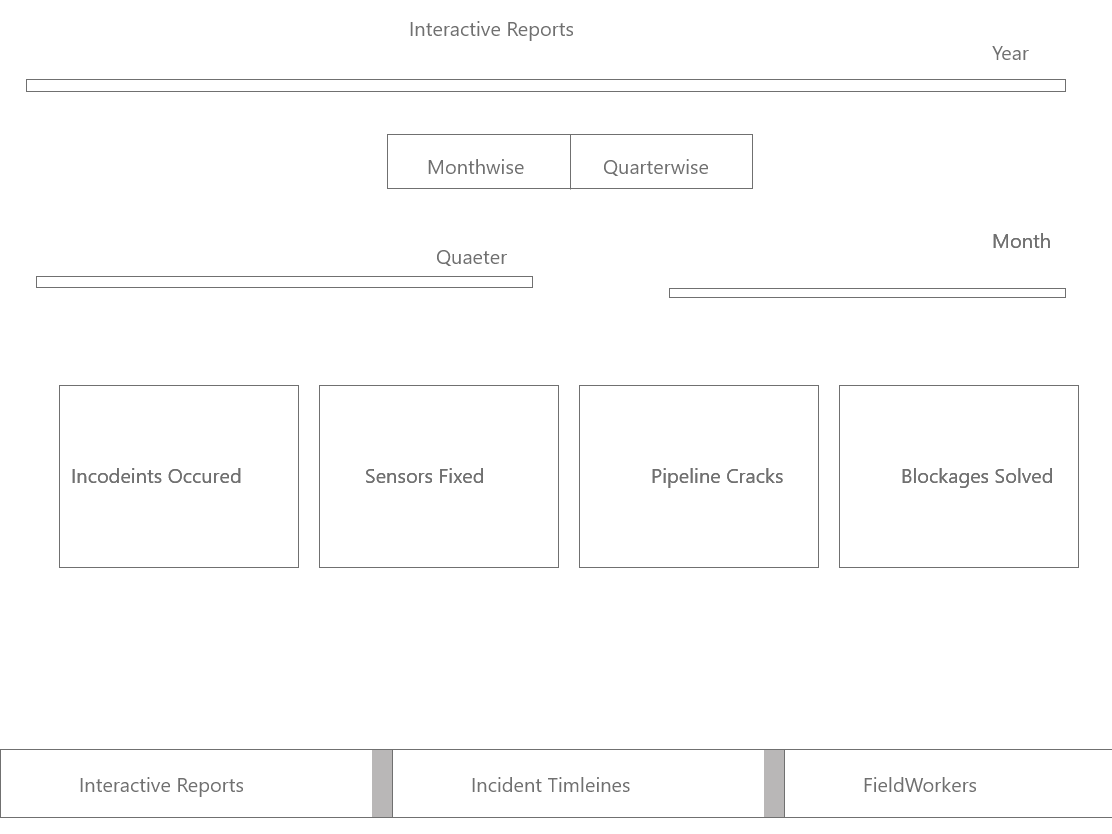 Interactive Reports
Year
Monthwise
Quarterwise
Quaeter
Month
Incodeints Occured
Sensors Fixed
Pipeline Cracks
Blockages Solved
Interactive Reports
Incident Timleines
FieldWorkers